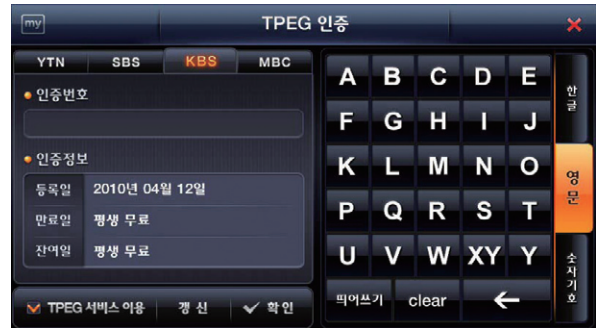 my
TPEG 인증
YTN SBS KBS MBC
인증번호
인증정보
등록일 2010년 04월 12일
만료일 평생 무료
잔여일 평생 무료
TPEG 서비스 이용 갱 신 확 인
A B C D E
F G H I J
K L M N O
P Q R S T
U V W XY Y
띄어쓰기 clear
한글
영문
숫자기호